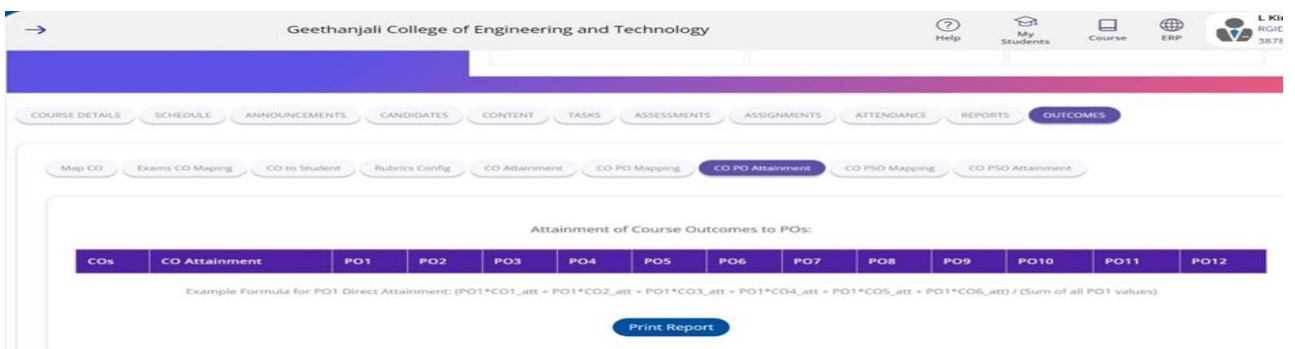 Geethanjali College of Engineering and Technology
Help
My Students
Course
ERP
L
RGID
3878
COURSE DETAILS SCHEDULE ANNOUNCEMENTS CANDIDATES CONTENT TASKS ASSESSMENTS ASSIGNMENTS ATTENDANCE REPORTS OUTCOMES
Map CO Exams CO Maping CO to Student Rubrics Config CO Attainment CO PO Mapping CO PO Attainment CO PSO Mapping CO PSO Attainment
Attainment of Course Outcomes to POs:
COs CO Attainment PO1 PO2 PO3 PO4 PO5 PO6 PO7 PO8 PO9 PO10 PO11 PO12
Example Formula for PO1 Direct Attainment: (PO1*CO1_att + PO1*CO2_att + PO1*CO3_att + PO1*CO4_att + PO1*CO5_att + PO1*CO6_att) / (Sum of all PO1 values)
Print Report